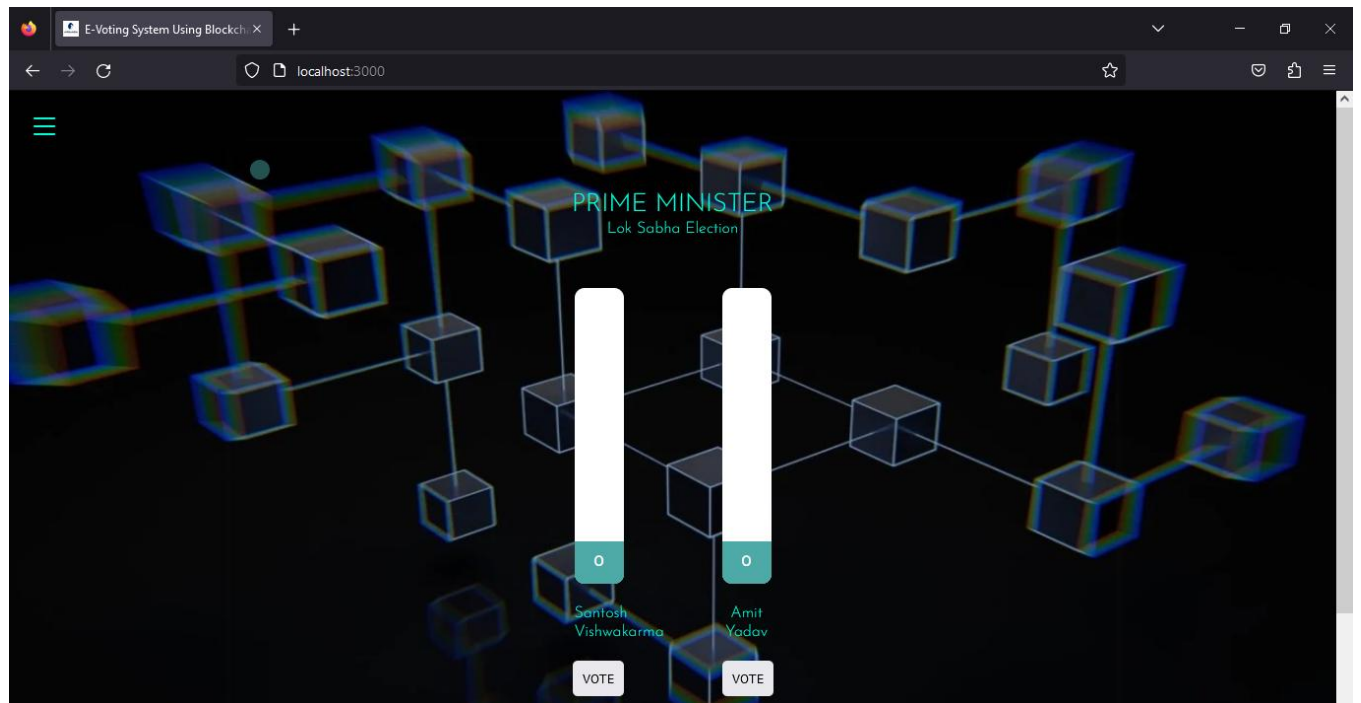 E-Voting System Using Blockch
localhost:3000
PRIME MINISTER
Lok Sabha Election
0 0
Santosh Amit
Vishwakarma Yadav
VOTE VOTE